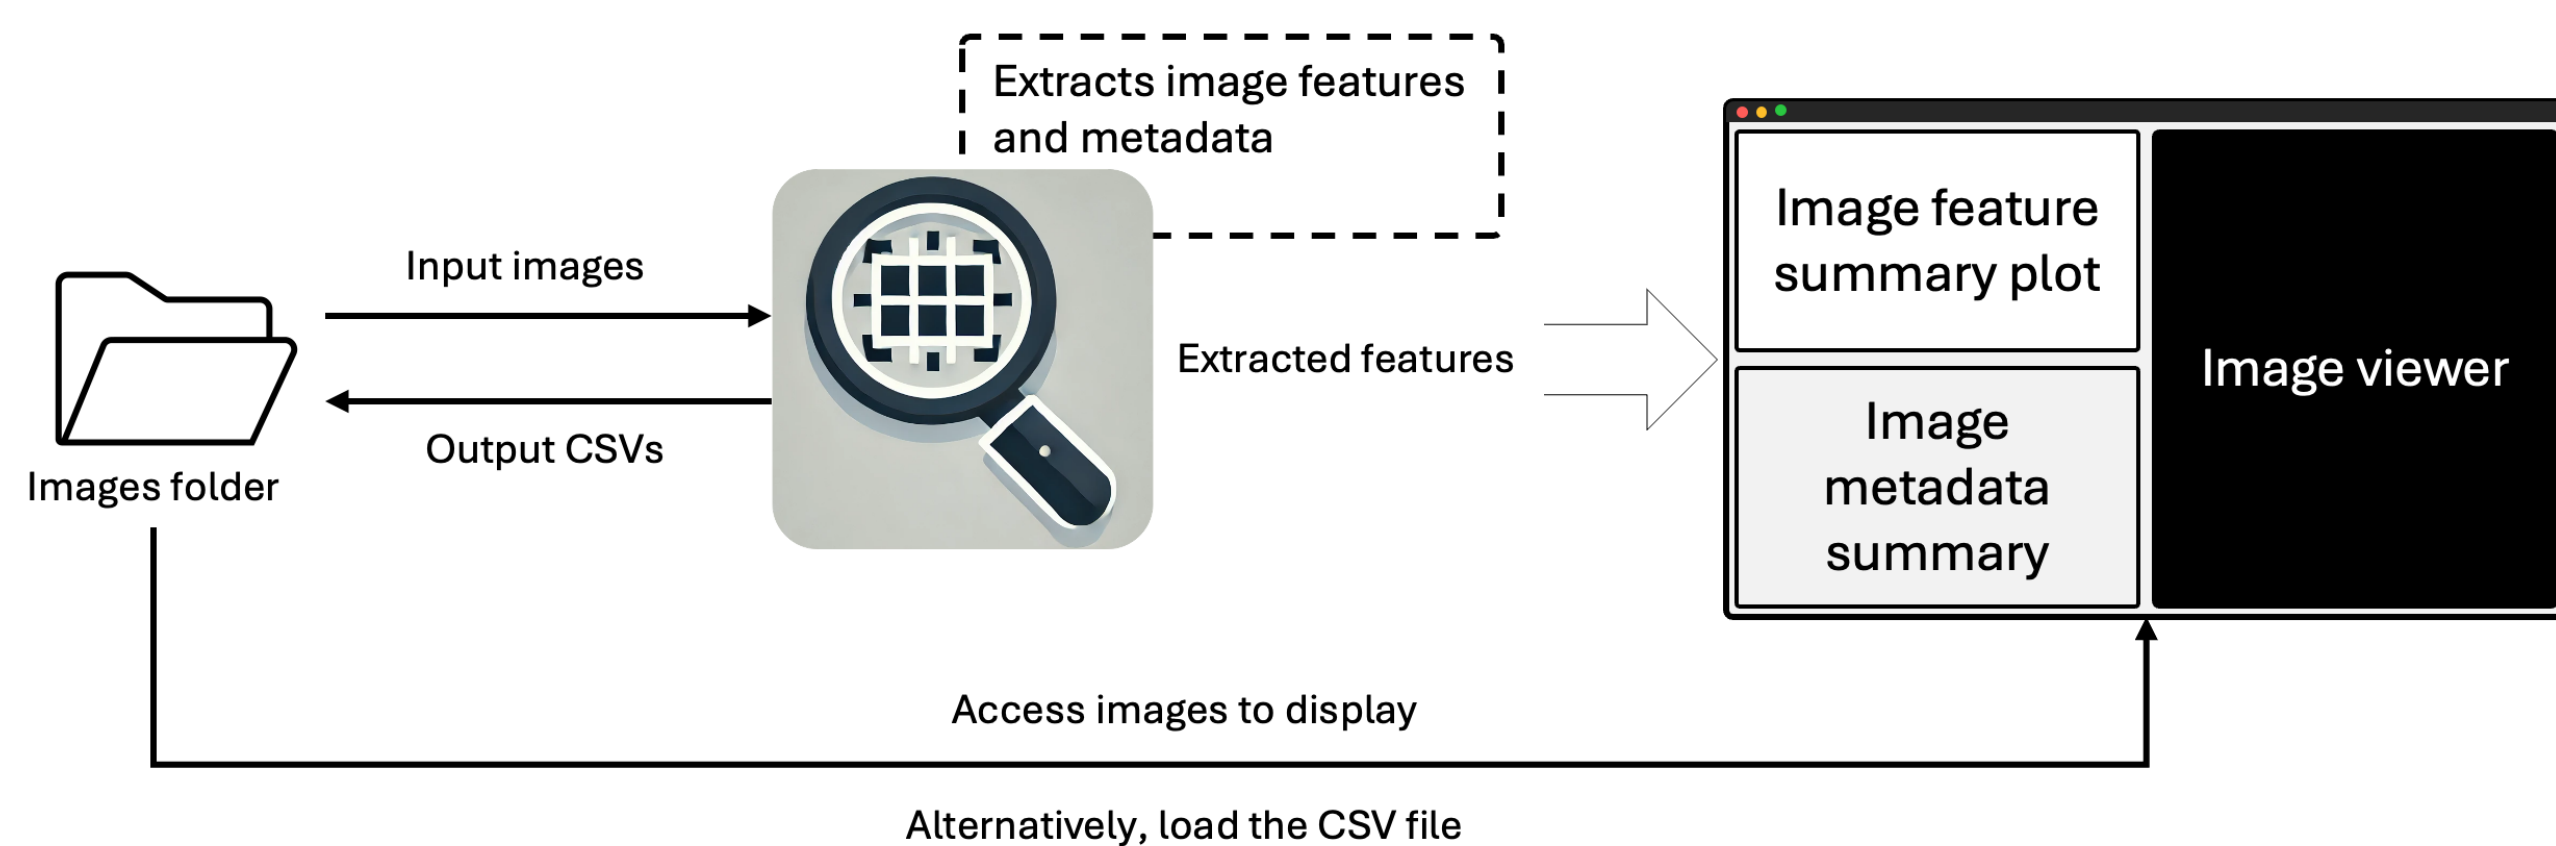 Extracts image features
and metadata
Input images
Output CSVs
Images folder
Extracted features
Image feature
summary plot
Image
metadata
summary
Image viewer
Access images to display
Alternatively, load the CSV file